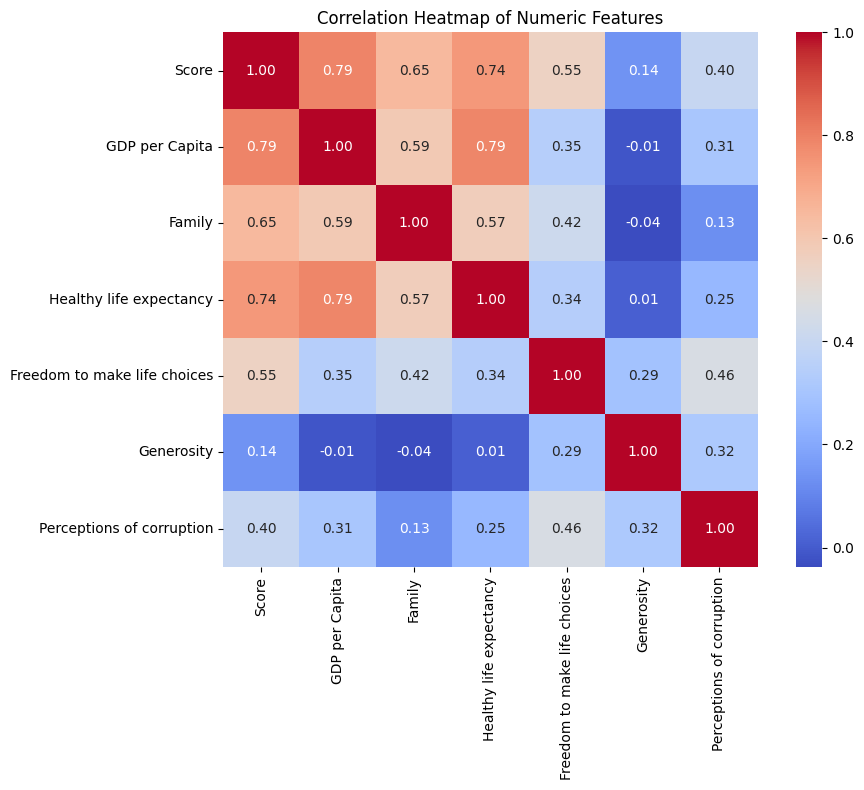 Correlation Heatmap of Numeric Features
Score 1.00 0.79 0.65 0.74 0.55 0.14 0.40
GDP per Capita 0.79 1.00 0.59 0.79 0.35 -0.01 0.31
Family 0.65 0.59 1.00 0.57 0.42 -0.04 0.13
Healthy life expectancy 0.74 0.79 0.57 1.00 0.34 0.01 0.25
Freedom to make life choices 0.55 0.35 0.42 0.34 1.00 0.29 0.46
Generosity 0.14 -0.01 -0.04 0.01 0.29 1.00 0.32
Perceptions of corruption 0.40 0.31 0.13 0.25 0.46 0.32 1.00
Score
GDP per Capita
Family
Healthy life expectancy
Freedom to make life choices
Generosity
Perceptions of corruption
1.0
0.8
0.6
0.4
0.2
0.0